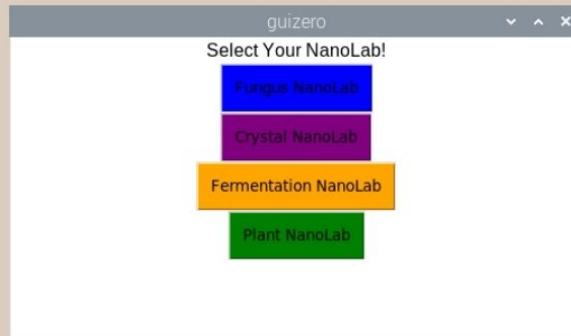 guizero
Select Your NanoLab!
Fungus NanoLab
Crystal NanoLab
Fermentation NanoLab
Plant NanoLab